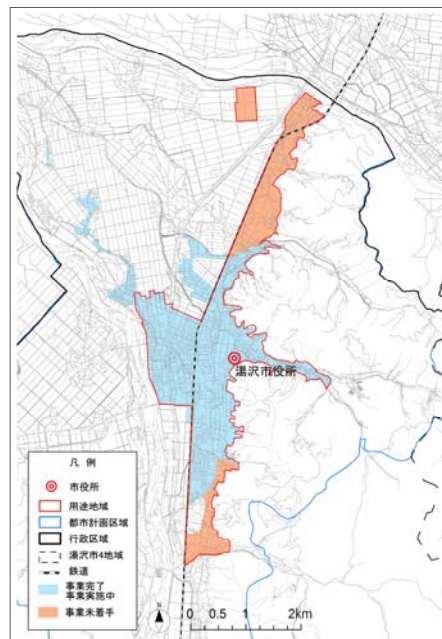 湯沢市役所
凡 例
市役所
用途地域
都市計画区域
行政区域
湯沢市4地域
鉄道
事業完了
事業実施中
事業未着手
N
0 0.5 1 2km